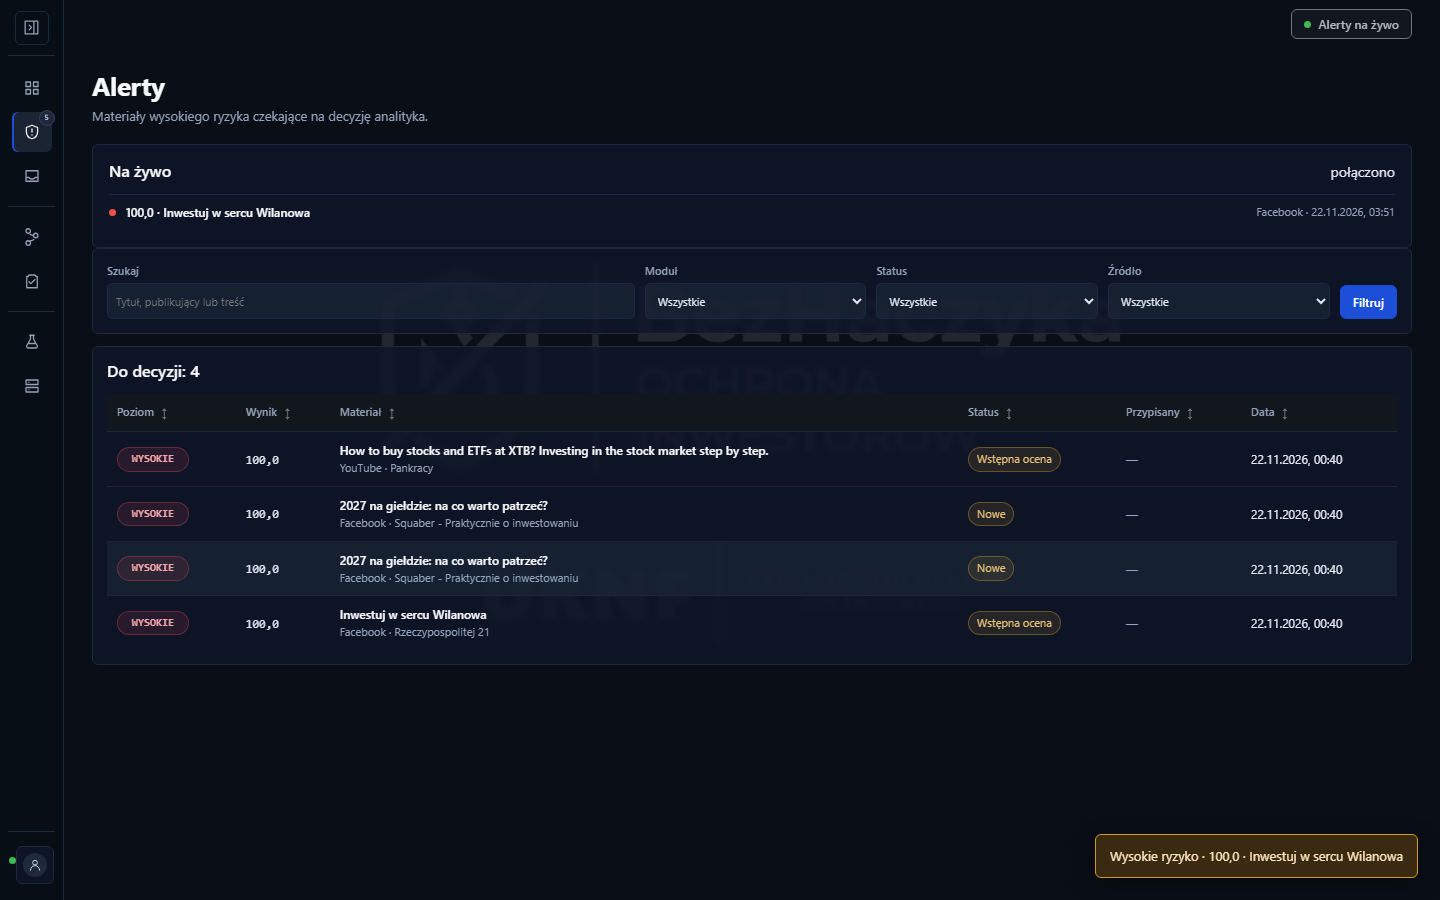 Alerty na żywo
Alerty
Materiały wysokiego ryzyka czekające na decyzję analityka.
5
Na żywo
połączono
100,0 · Inwestuj w sercu Wilanowa
Facebook · 22.11.2026, 03:51
Szukaj
Moduł
Status
Źródło
Tytuł, publikujący lub treść
Wszystkie
Wszystkie
Wszystkie
Filtruj
OCHRONA
INWESTORÓW
Do decyzji: 4
Poziom
Wynik
Materiał
Status
Przypisany
Data
WYSOKIE
100,0
How to buy stocks and ETFs at XTB? Investing in the stock market step by step.
YouTube · Pankracy
Wstępna ocena
—
22.11.2026, 00:40
WYSOKIE
100,0
2027 na giełdzie: na co warto patrzeć?
Facebook · Squaber - Praktycznie o inwestowaniu
Nowe
—
22.11.2026, 00:40
WYSOKIE
100,0
2027 na giełdzie: na co warto patrzeć?
Facebook · Squaber - Praktycznie o inwestowaniu
Nowe
—
22.11.2026, 00:40
WYSOKIE
100,0
Inwestuj w sercu Wilanowa
Facebook · Rzeczypospolitej 21
Wstępna ocena
—
22.11.2026, 00:40
Wysokie ryzyko · 100,0 · Inwestuj w sercu Wilanowa